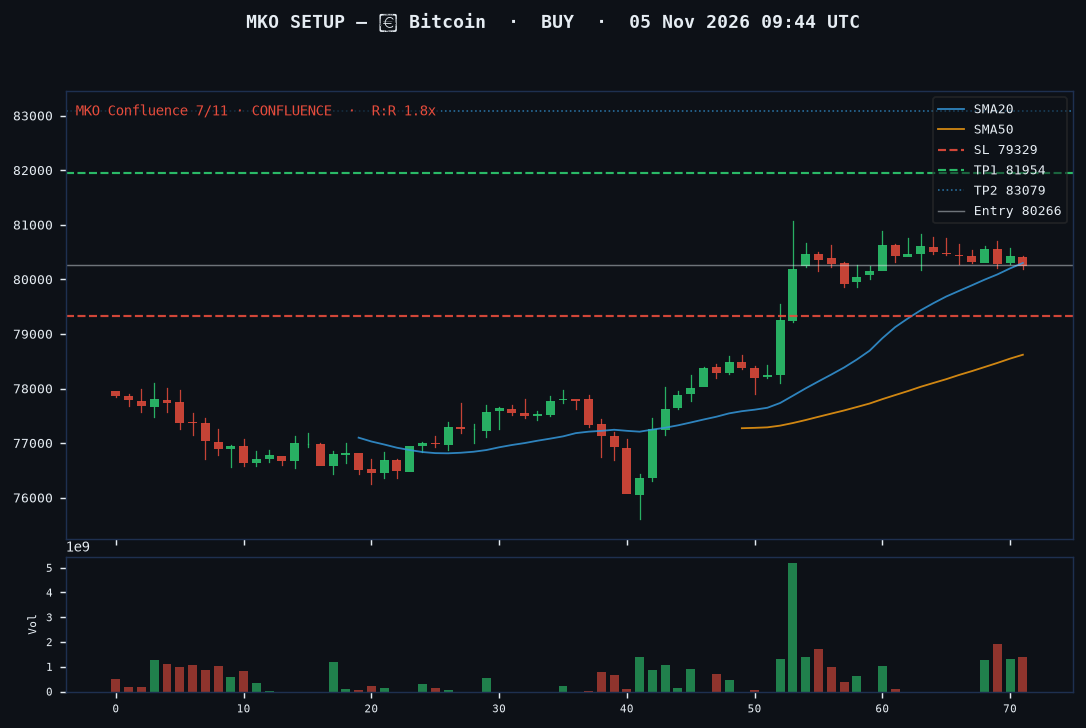 MKO SETUP — € Bitcoin · BUY · 05 Nov 2026 09:44 UTC
MKO Confluence 7/11 · CONFLUENCE · R:R 1.8x
SMA20
SMA50
SL 79329
TP1 81954
TP2 83079
Entry 80266
83000
82000
81000
80000
79000
78000
77000
76000
1e9
Vol
5
4
3
2
1
0
0 10 20 30 40 50 60 70